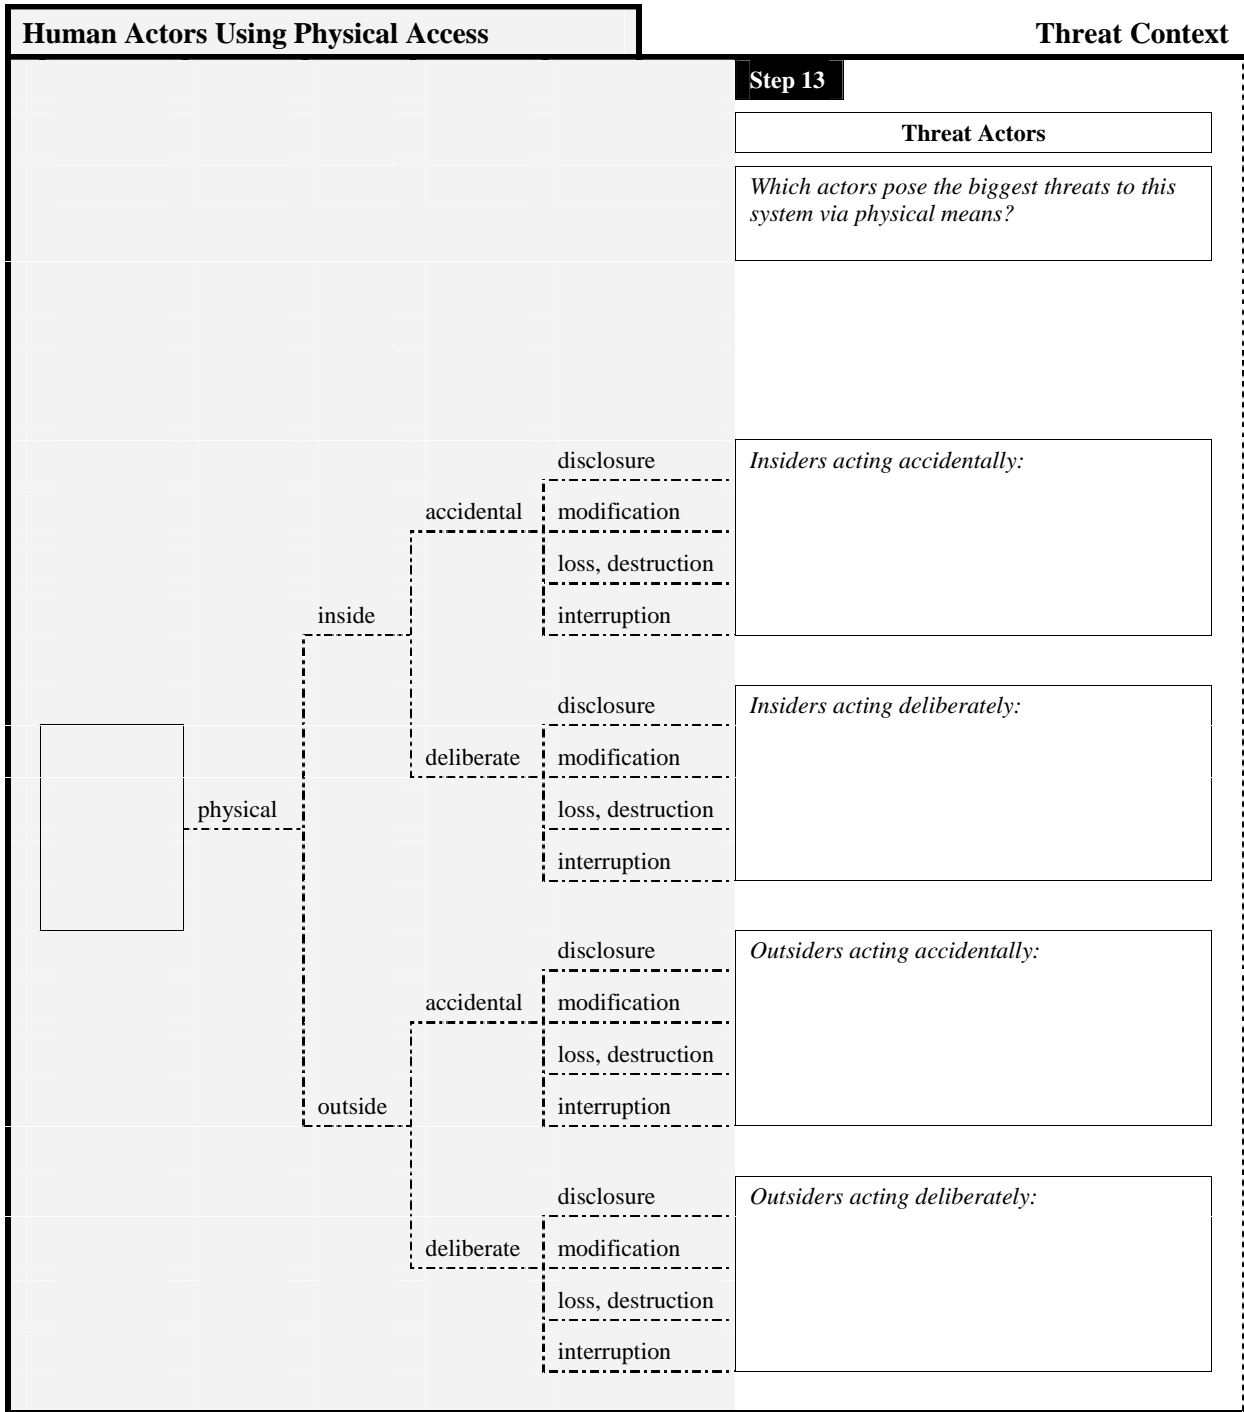 Human Actors Using Physical Access
Threat Context
Step 13
Threat Actors
Which actors pose the biggest threats to this
system via physical means?
disclosure
Insiders acting accidentally:
accidental
modification
loss, destruction
inside
interruption
disclosure
Insiders acting deliberately:
deliberate
modification
physical
loss, destruction
interruption
disclosure
Outsiders acting accidentally:
accidental
modification
loss, destruction
outside
interruption
disclosure
Outsiders acting deliberately:
deliberate
modification
loss, destruction
interruption